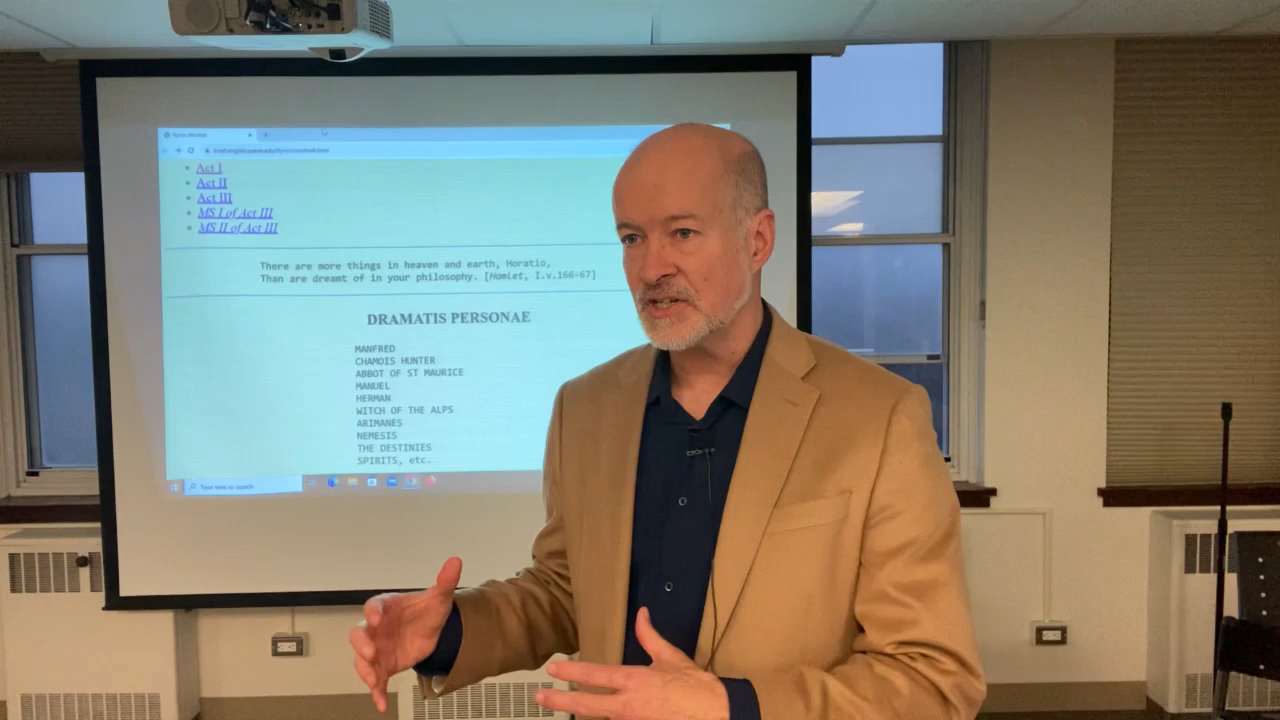 Act I
Act II
Act III
MS I of Act III
MS II of Act III
There are more things in heaven and earth, Horatio,
Than are dreamt of in your philosophy. [Hamlet, I.v.166-67]
DRAMATIS PERSONAE
MANFRED
CHAMOIS HUNTER
ABBOT OF ST MAURICE
MANUEL
HERMAN
WITCH OF THE ALPS
ARIMANES
NEMESIS
THE DESTINIES
SPIRITS, etc.
Type here to search